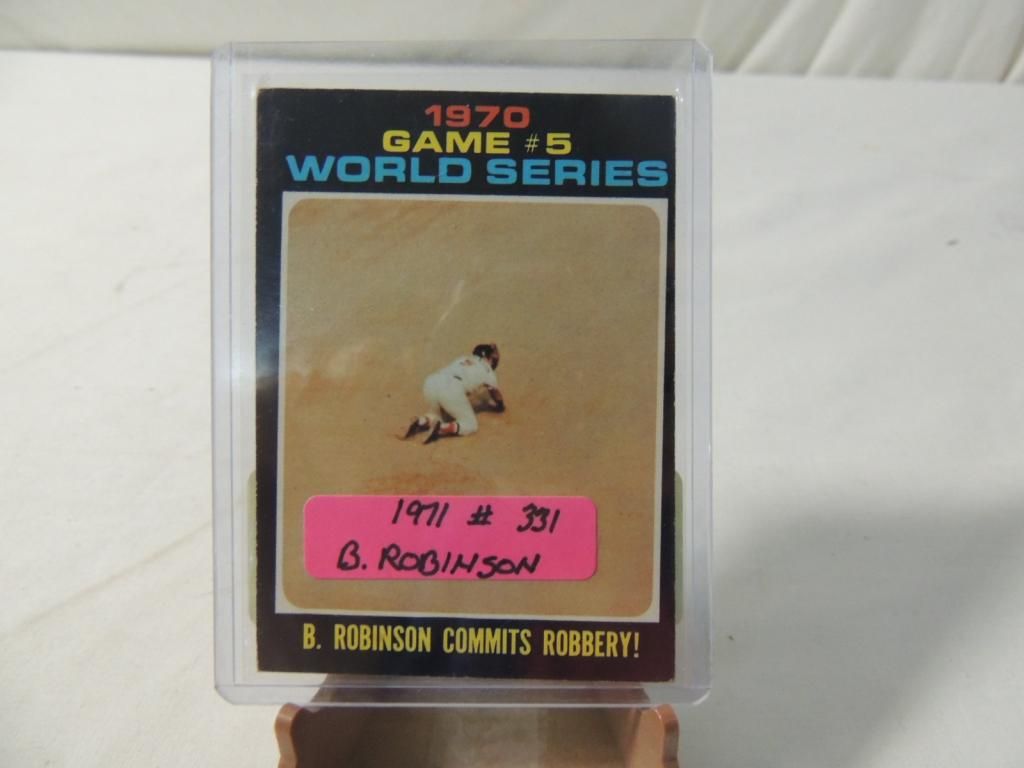 1970
GAME #5
WORLD SERIES
1971 # 331
B. ROBINSON
B. ROBINSON COMMITS ROBBERY!